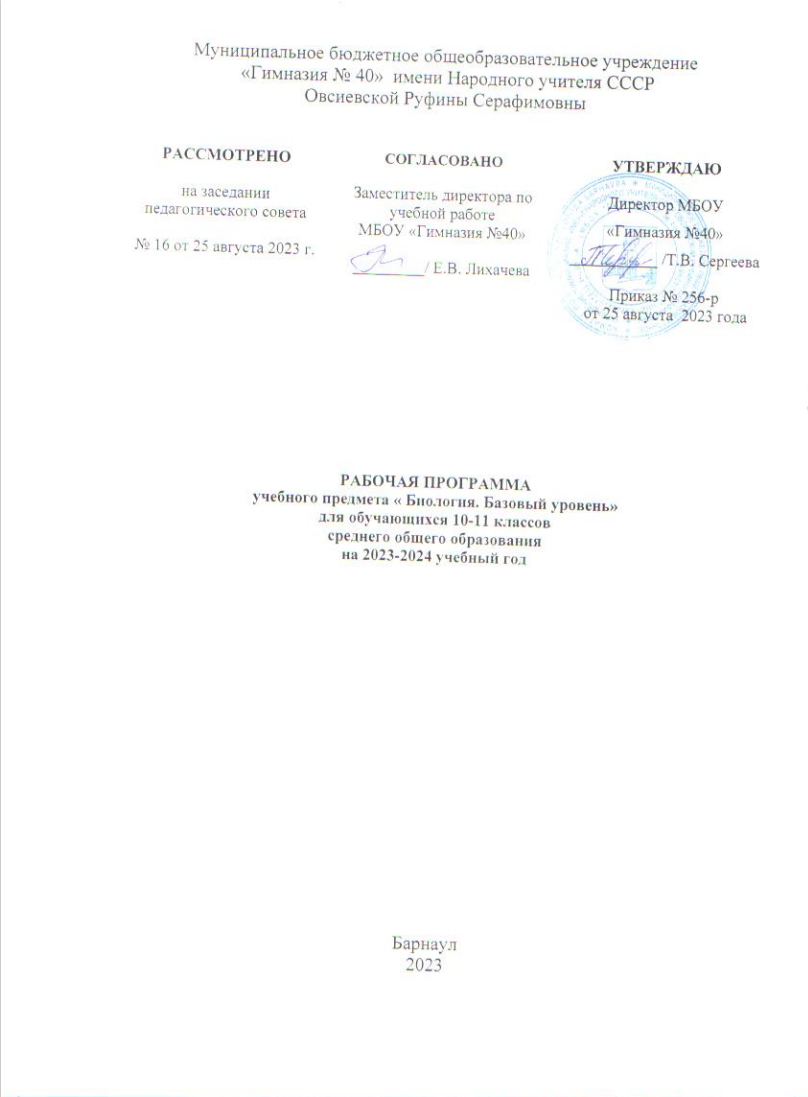 Муниципальное бюджетное общеобразовательное учреждение
«Гимназия № 40» имени Народного учителя СССР
Овсиевской Руфины Серафимовны
РАССМОТРЕНО
на заседании
педагогического совета
№ 16 от 25 августа 2023 г.
СОГЛАСОВАНО
Заместитель директора по
учебной работе
МБОУ «Гимназия №40»
________/ Е.В. Лихачева
УТВЕРЖДАЮ
Директор МБОУ
«Гимназия №40»
__________ /Т.В. Сергеева
Приказ № 256-р
от 25 августа 2023 года
РАБОЧАЯ ПРОГРАММА
учебного предмета « Биология. Базовый уровень»
для обучающихся 10-11 классов
среднего общего образования
на 2023-2024 учебный год
Барнаул
2023